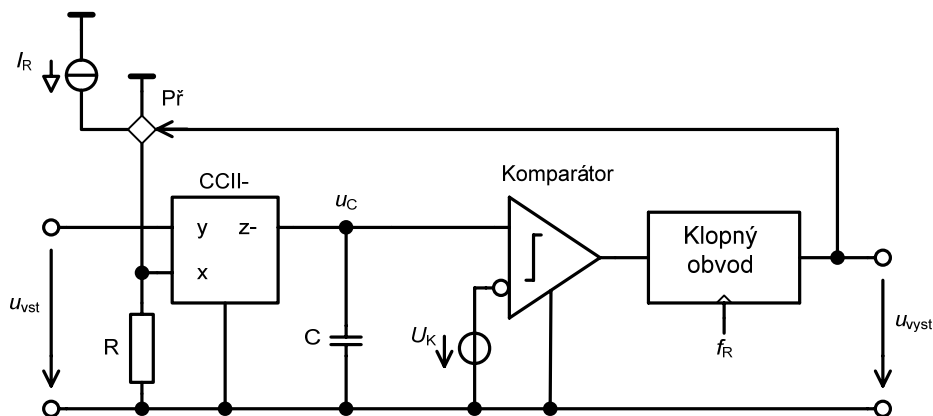 I_R
Př
CCII-
u_C
Komparátor
y
z-
x
Klopný
obvod
u_vst
R
C
U_K
f_R
u_vyst